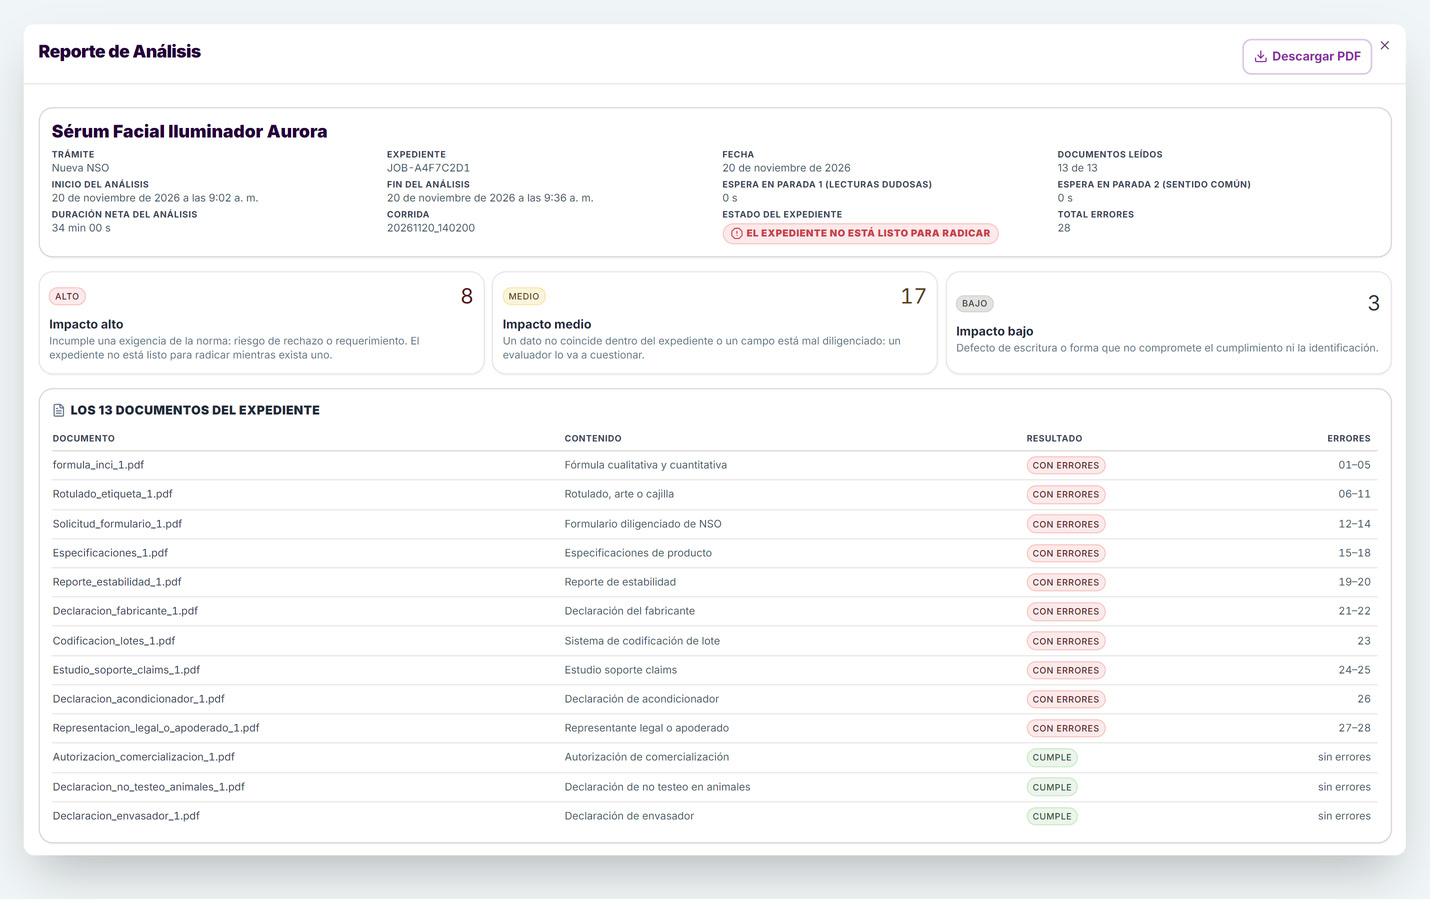 Reporte de Análisis
Descargar PDF
Sérum Facial Iluminador Aurora
TRÁMITE
Nueva NSO
EXPEDIENTE
JOB-A4F7C2D1
FECHA
20 de noviembre de 2026
DOCUMENTOS LEÍDOS
13 de 13
INICIO DEL ANÁLISIS
20 de noviembre de 2026 a las 9:02 a. m.
FIN DEL ANÁLISIS
20 de noviembre de 2026 a las 9:36 a. m.
ESPERA EN PARADA 1 (LECTURAS DUDOSAS)
0 s
ESPERA EN PARADA 2 (SENTIDO COMÚN)
0 s
DURACIÓN NETA DEL ANÁLISIS
34 min 00 s
CORRIDA
20261120_140200
ESTADO DEL EXPEDIENTE
EL EXPEDIENTE NO ESTÁ LISTO PARA RADICAR
TOTAL ERRORES
28
ALTO 8
Impacto alto
Incumple una exigencia de la norma: riesgo de rechazo o requerimiento. El
expediente no está listo para radicar mientras exista uno.
MEDIO 17
Impacto medio
Un dato no coincide dentro del expediente o un campo está mal diligenciado: un
evaluador lo va a cuestionar.
BAJO 3
Impacto bajo
Defecto de escritura o forma que no compromete el cumplimiento ni la identificación.
LOS 13 DOCUMENTOS DEL EXPEDIENTE
DOCUMENTO CONTENIDO RESULTADO ERRORES
formula_inci_1.pdf Fórmula cualitativa y cuantitativa CON ERRORES 01–05
Rotulado_etiqueta_1.pdf Rotulado, arte o cajilla CON ERRORES 06–11
Solicitud_formulario_1.pdf Formulario diligenciado de NSO CON ERRORES 12–14
Especificaciones_1.pdf Especificaciones de producto CON ERRORES 15–18
Reporte_estabilidad_1.pdf Reporte de estabilidad CON ERRORES 19–20
Declaracion_fabricante_1.pdf Declaración del fabricante CON ERRORES 21–22
Codificacion_lotes_1.pdf Sistema de codificación de lote CON ERRORES 23
Estudio_soporte_claims_1.pdf Estudio soporte claims CON ERRORES 24–25
Declaracion_acondicionador_1.pdf Declaración de acondicionador CON ERRORES 26
Representacion_legal_o_apoderado_1.pdf Representante legal o apoderado CON ERRORES 27–28
Autorizacion_comercializacion_1.pdf Autorización de comercialización CUMPLE sin errores
Declaracion_no_testeo_animales_1.pdf Declaración de no testeo en animales CUMPLE sin errores
Declaracion_envasador_1.pdf Declaración de envasador CUMPLE sin errores